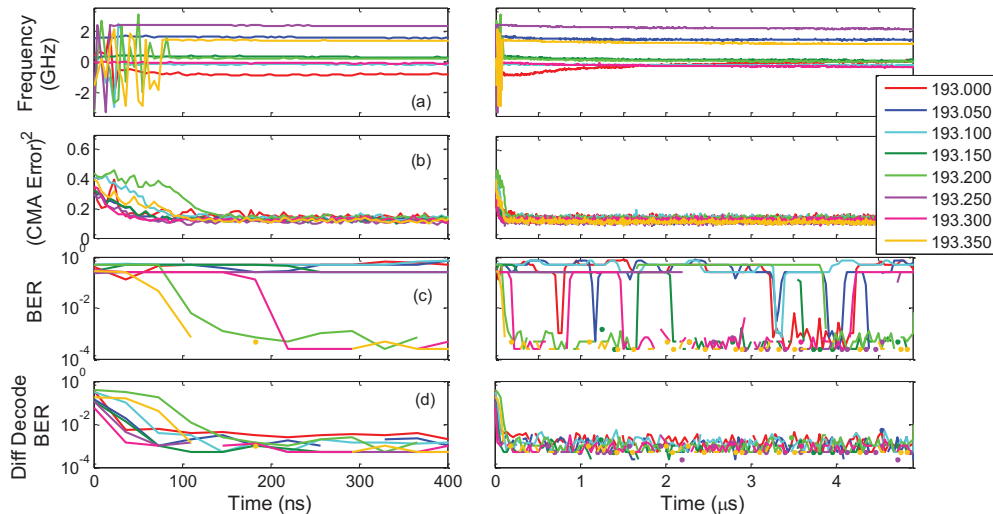 Frequency
(GHz)
2
0
-2
(a)
(CMA Error)²
0.6
0.4
0.2
0
(b)
BER
10⁰
10⁻²
10⁻⁴
(c)
Diff Decode
BER
10⁰
10⁻²
10⁻⁴
(d)
0 100 200 300 400
Time (ns)
0 1 2 3 4
Time (μs)
193.000
193.050
193.100
193.150
193.200
193.250
193.300
193.350